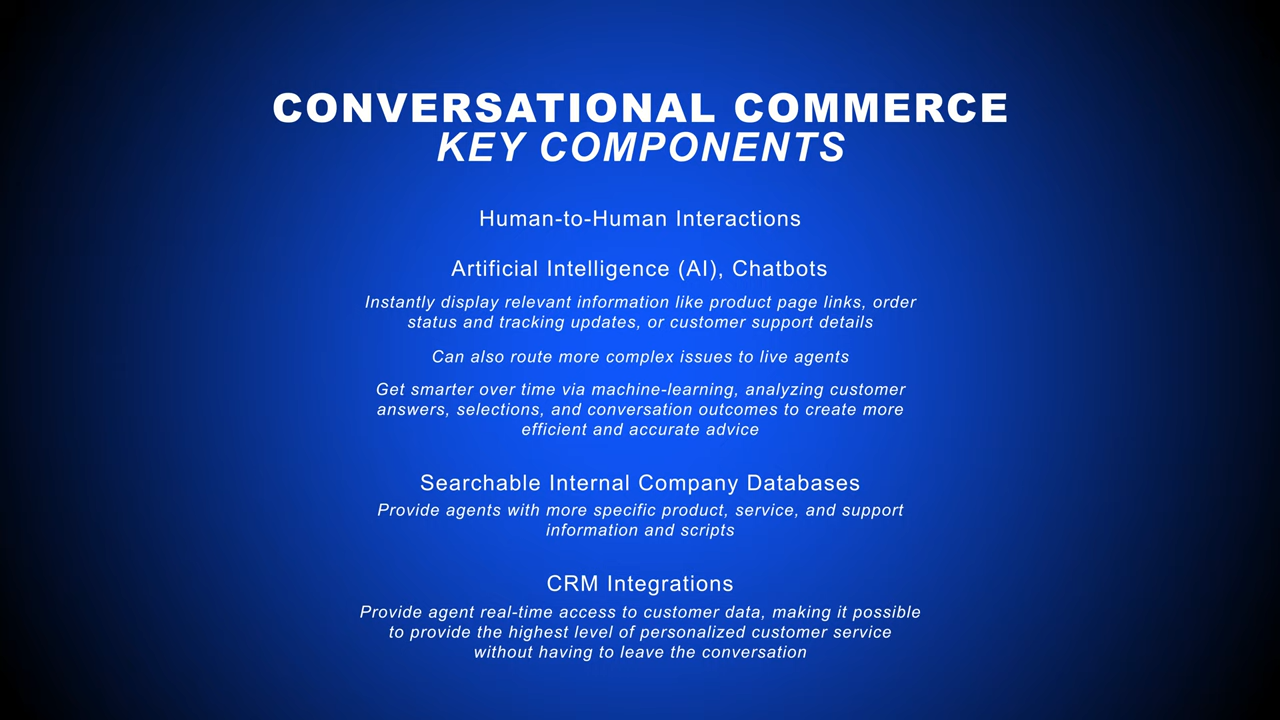 CONVERSATIONAL COMMERCE
KEY COMPONENTS
Human-to-Human Interactions
Artificial Intelligence (AI), Chatbots
Instantly display relevant information like product page links, order
status and tracking updates, or customer support details
Can also route more complex issues to live agents
Get smarter over time via machine-learning, analyzing customer
answers, selections, and conversation outcomes to create more
efficient and accurate advice
Searchable Internal Company Databases
Provide agents with more specific product, service, and support
information and scripts
CRM Integrations
Provide agent real-time access to customer data, making it possible
to provide the highest level of personalized customer service
without having to leave the conversation